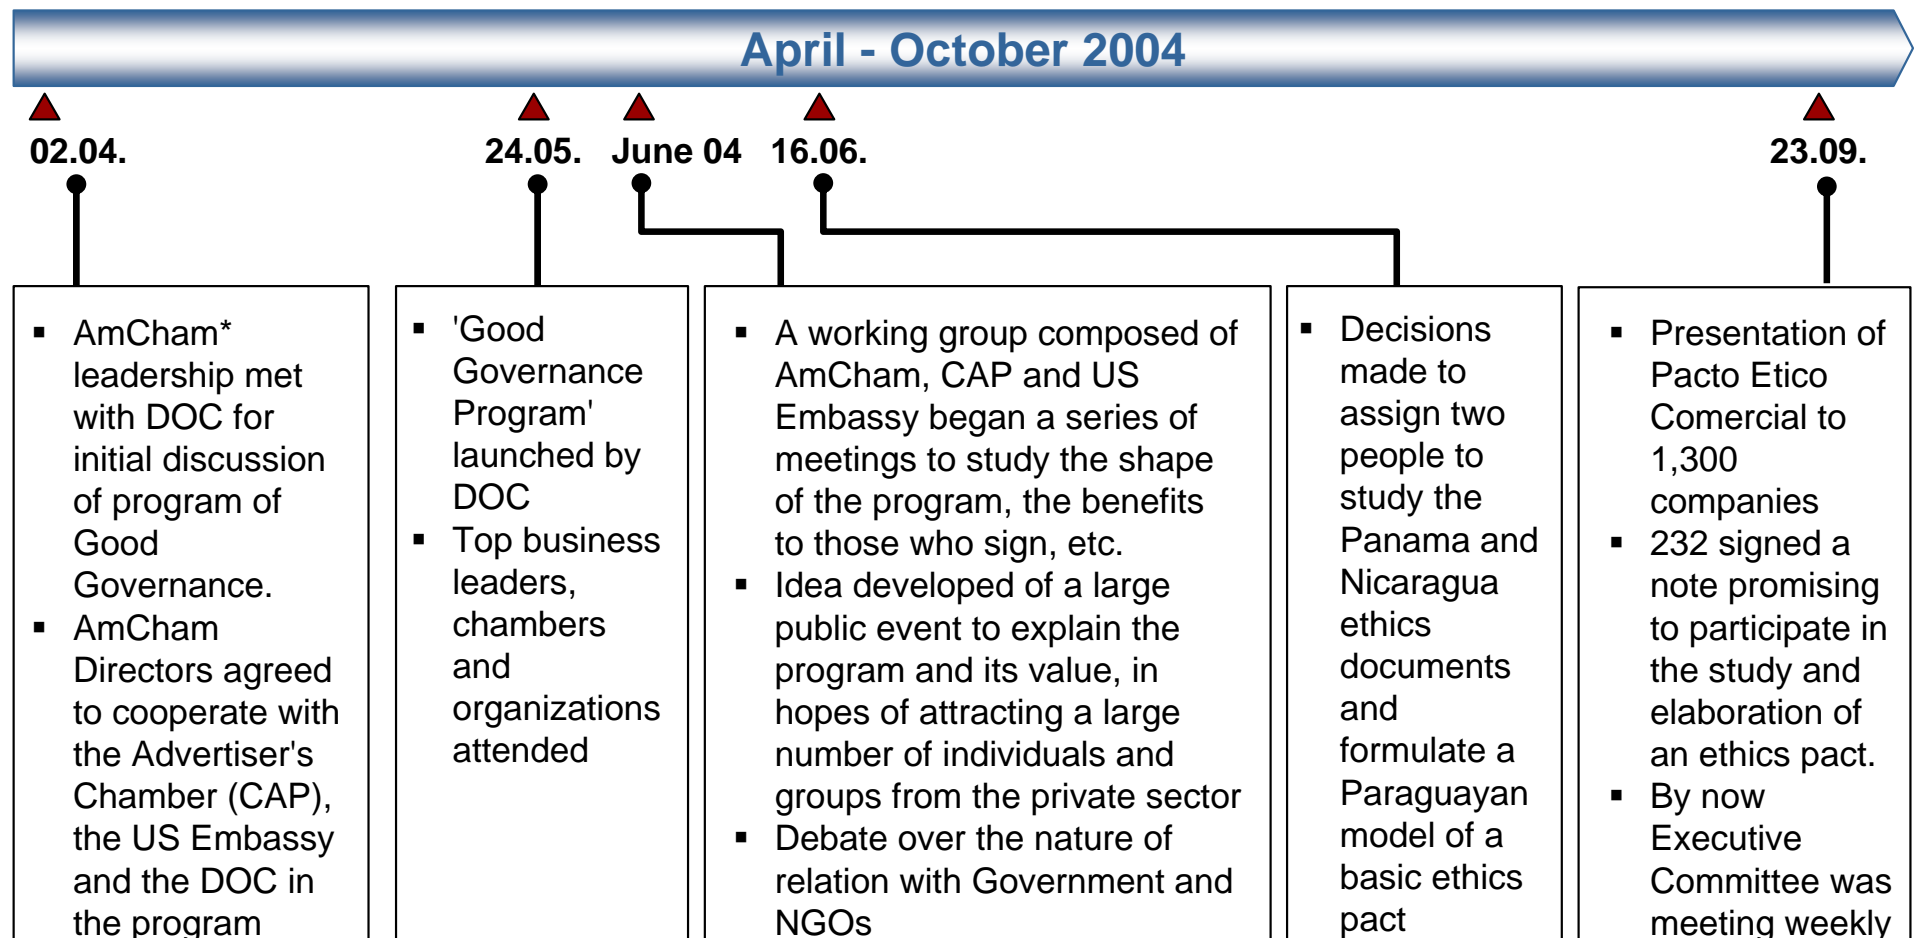 April - October 2004
02.04.
24.05.
June 04
16.06.
23.09.
▪ AmCham*
leadership met
with DOC for
initial discussion
of program of
Good
Governance.
▪ AmCham
Directors agreed
to cooperate with
the Advertiser's
Chamber (CAP),
the US Embassy
and the DOC in
the program
▪ 'Good
Governance
Program'
launched by
DOC
▪ Top business
leaders,
chambers
and
organizations
attended
▪ A working group composed of
AmCham, CAP and US
Embassy began a series of
meetings to study the shape
of the program, the benefits
to those who sign, etc.
▪ Idea developed of a large
public event to explain the
program and its value, in
hopes of attracting a large
number of individuals and
groups from the private sector
▪ Debate over the nature of
relation with Government and
NGOs
▪ Decisions
made to
assign two
people to
study the
Panama and
Nicaragua
ethics
documents
and
formulate a
Paraguayan
model of a
basic ethics
pact
▪ Presentation of
Pacto Etico
Comercial to
1,300
companies
▪ 232 signed a
note promising
to participate in
the study and
elaboration of
an ethics pact.
▪ By now
Executive
Committee was
meeting weekly